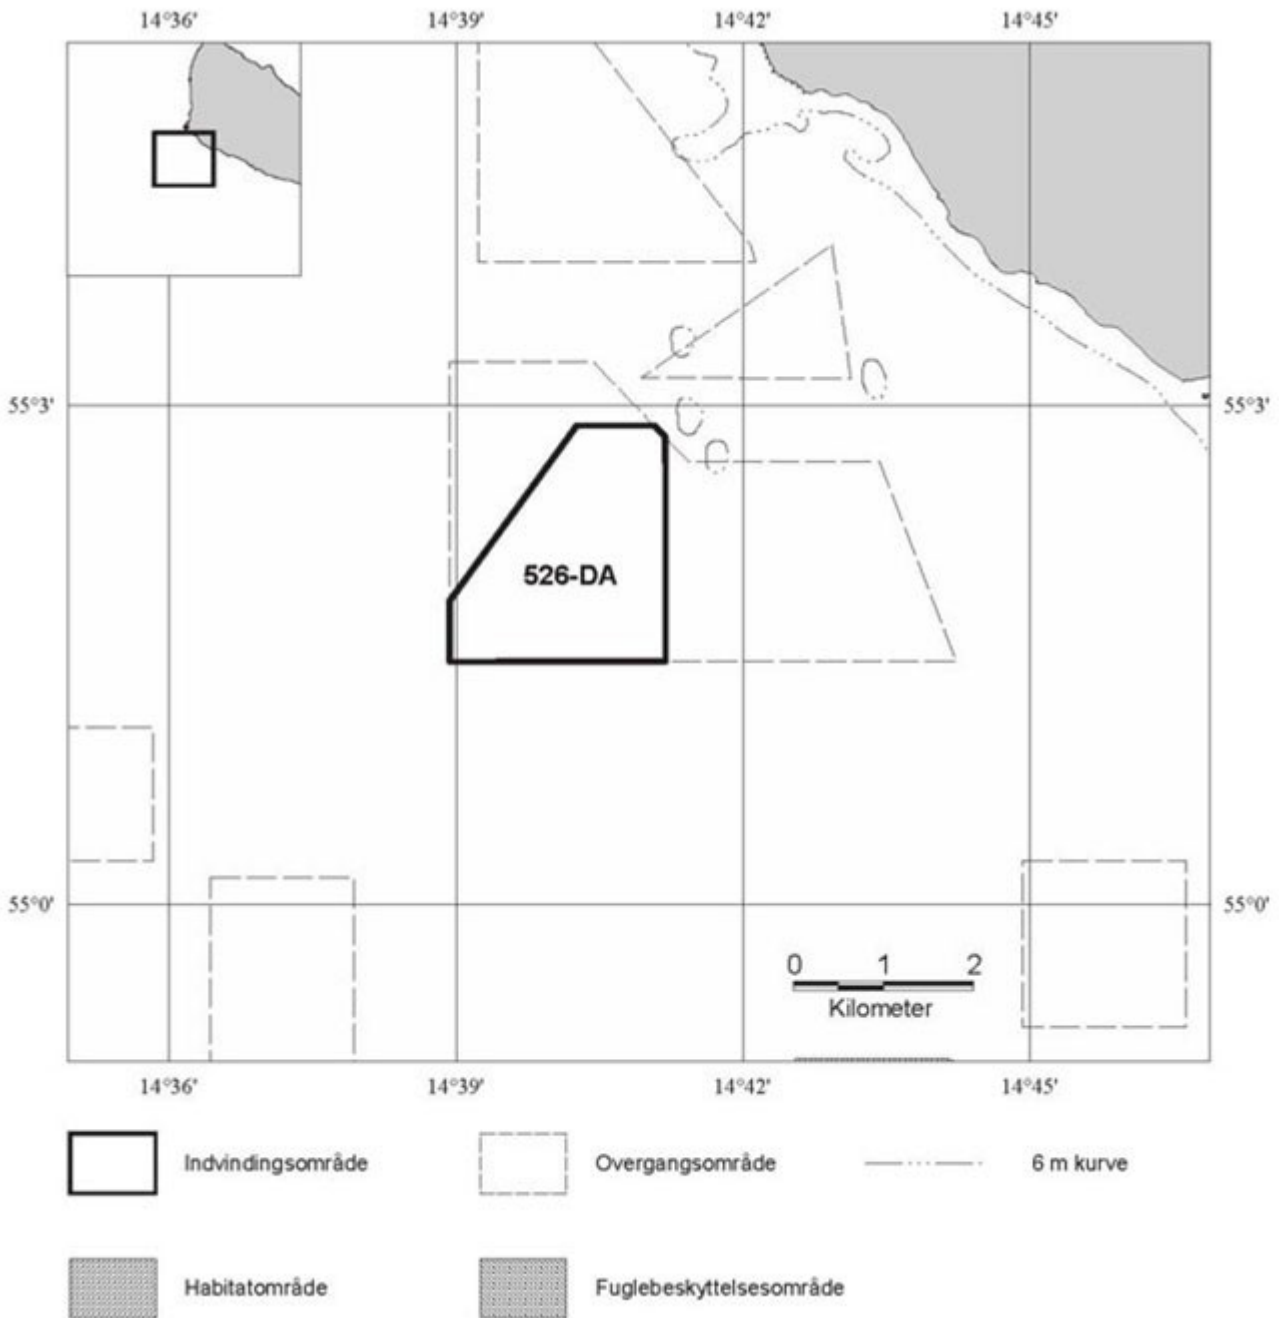 14°36' 14°39' 14°42' 14°45'
55°3' 55°3'
526-DA
55°0' 55°0'
0 1 2
Kilometer
14°36' 14°39' 14°42' 14°45'
Indvindingsområde Overgangsområde 6 m kurve
Habitatområde Fuglebeskyttelsesområde